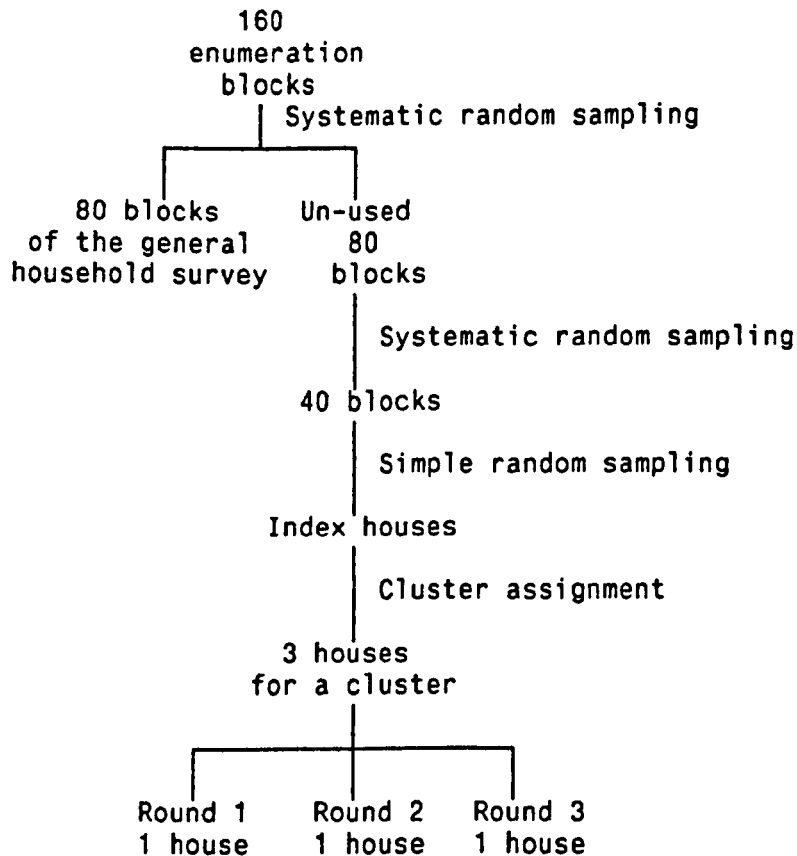 160
enumeration
blocks
Systematic random sampling
80 blocks
of the general
household survey
Un-used
80
blocks
Systematic random sampling
40 blocks
Simple random sampling
Index houses
Cluster assignment
3 houses
for a cluster
Round 1
1 house
Round 2
1 house
Round 3
1 house